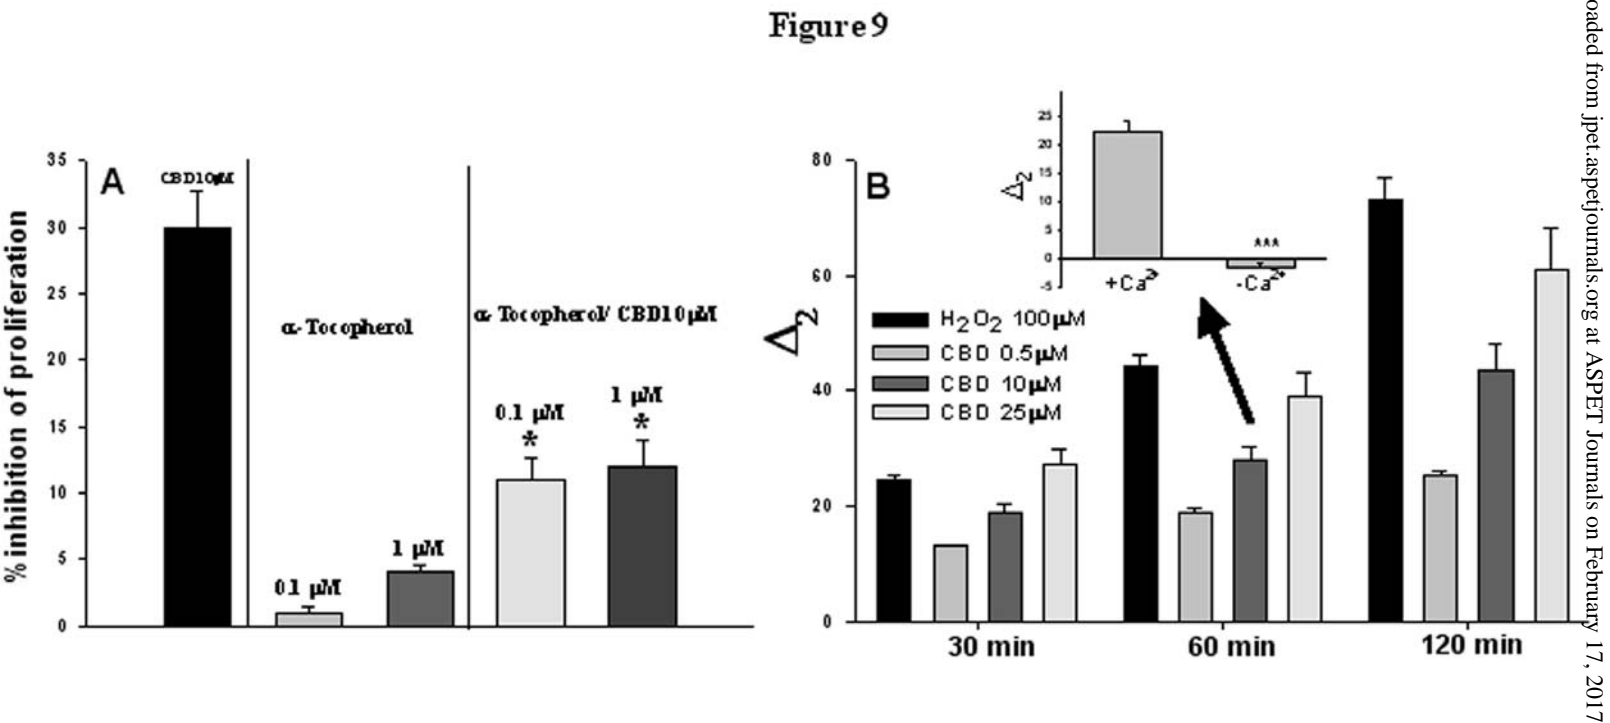 Figure 9
% inhibition of proliferation
35
30
25
20
15
10
5
0
A
CBD10µM
α-Tocopherol
α-Tocopherol/ CBD10µM
0.1 µM
1 µM
0.1 µM
*
1 µM
*
Δ2
80
60
40
20
0
B
Δ2
25
20
15
10
5
0
-5
***
+Ca2+
-Ca2+
H2O2 100µM
CBD 0.5µM
CBD 10µM
CBD 25µM
30 min
60 min
120 min
oaded from jpet.aspetjournals.org at ASPET Journals on February 17, 2017